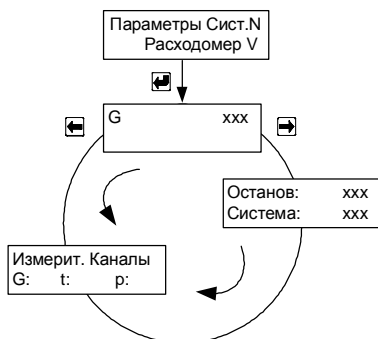 Параметры Сист.N
Расходомер V
G xxx
Останов: xxx
Система: xxx
Измерит. Каналы
G: t: p: